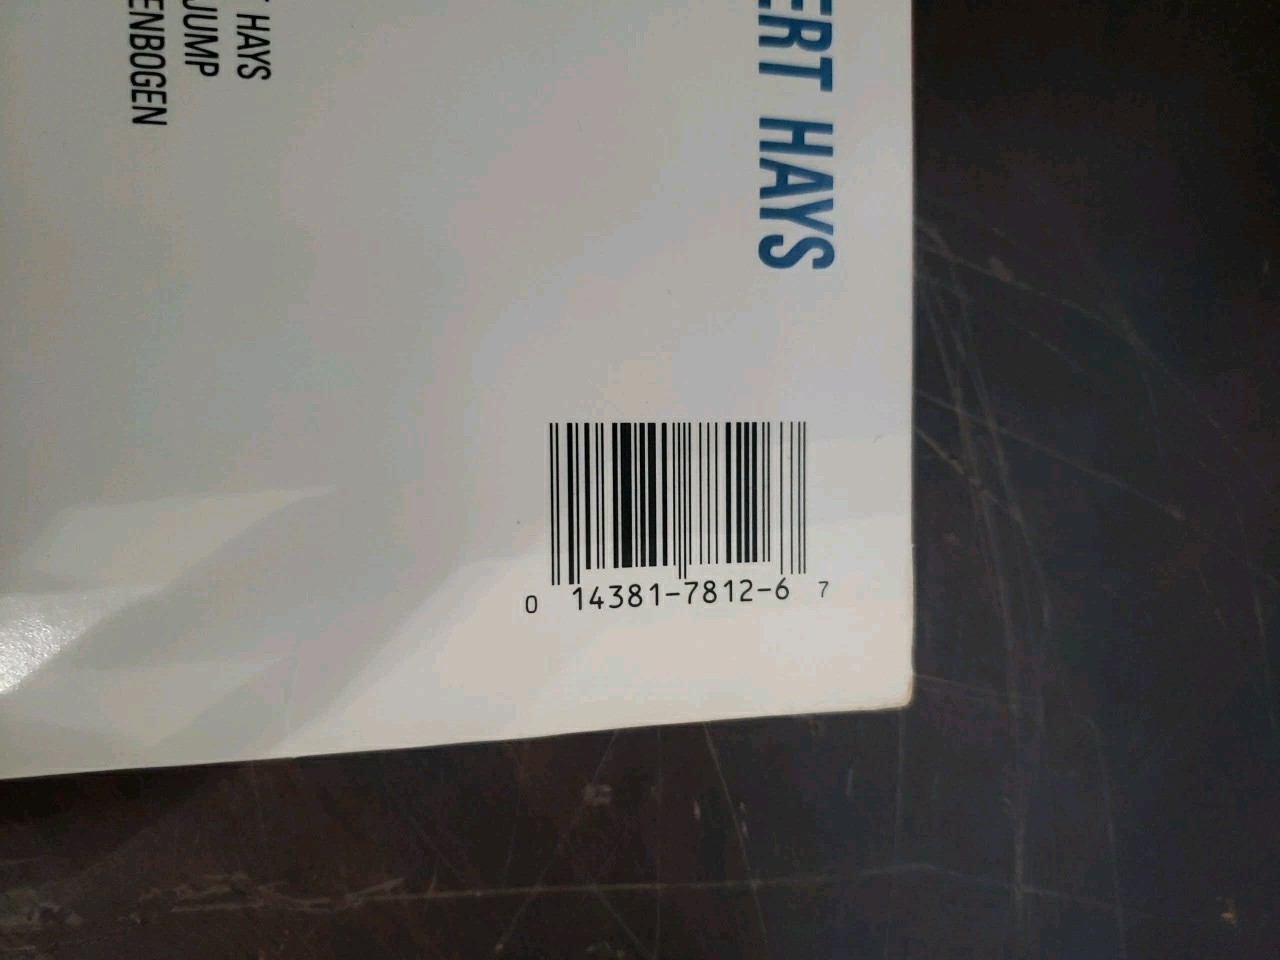 ERT HAYS
HAYS
JUMP
ENBOGEN
0 14381-7812-6 7